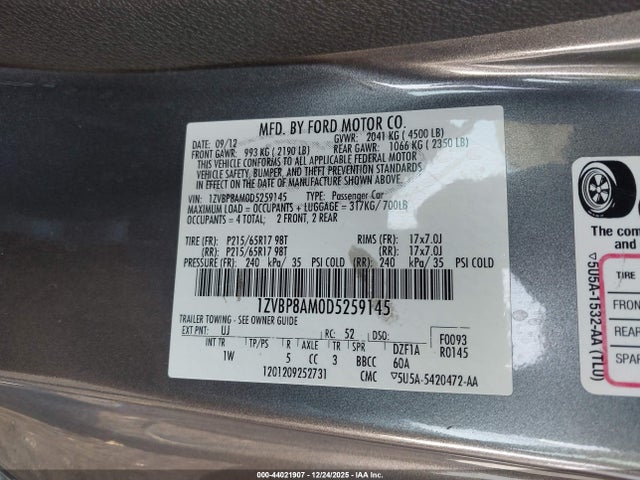 MFD. BY FORD MOTOR CO.
DATE: 09/12 GVWR: 2041 KG ( 4500 LB)
FRONT GAWR: 993 KG ( 2190 LB) REAR GAWR: 1066 KG ( 2350 LB)
THIS VEHICLE CONFORMS TO ALL APPLICABLE FEDERAL MOTOR
VEHICLE SAFETY, BUMPER, AND THEFT PREVENTION STANDARDS
IN EFFECT ON THE DATE OF MANUFACTURE SHOWN ABOVE.
VIN: 1ZVBP8AM0D5259145 TYPE: Passenger Car
MAXIMUM LOAD = OCCUPANTS + LUGGAGE = 317KG/ 700LB
OCCUPANTS = 4 TOTAL; 2 FRONT, 2 REAR
TIRE (FR): P215/65R17 98T RIMS (FR): 17x7.0J
(RR): P215/65R17 98T (RR): 17x7.0J
PRESSURE (FR): 240 kPa/ 35 PSI COLD (RR): 240 kPa/ 35 PSI COLD
1ZVBP8AM0D5259145
TRAILER TOWING - SEE OWNER GUIDE
EXT PNT: UJ RC: 52 DSO: F0093
INT TR TP/PS R AXLE TR SPR DZF1A R0145
1W 5 CC 3 BBCC 60A
1201209252731 CMC ▽5U5A-5420472-AA
The com
and
▽5U5A-1532-AA (TLU)
TIRE
FRON
REAR
SPAR
000-44021907 - 12/24/2025 - IAA Inc.